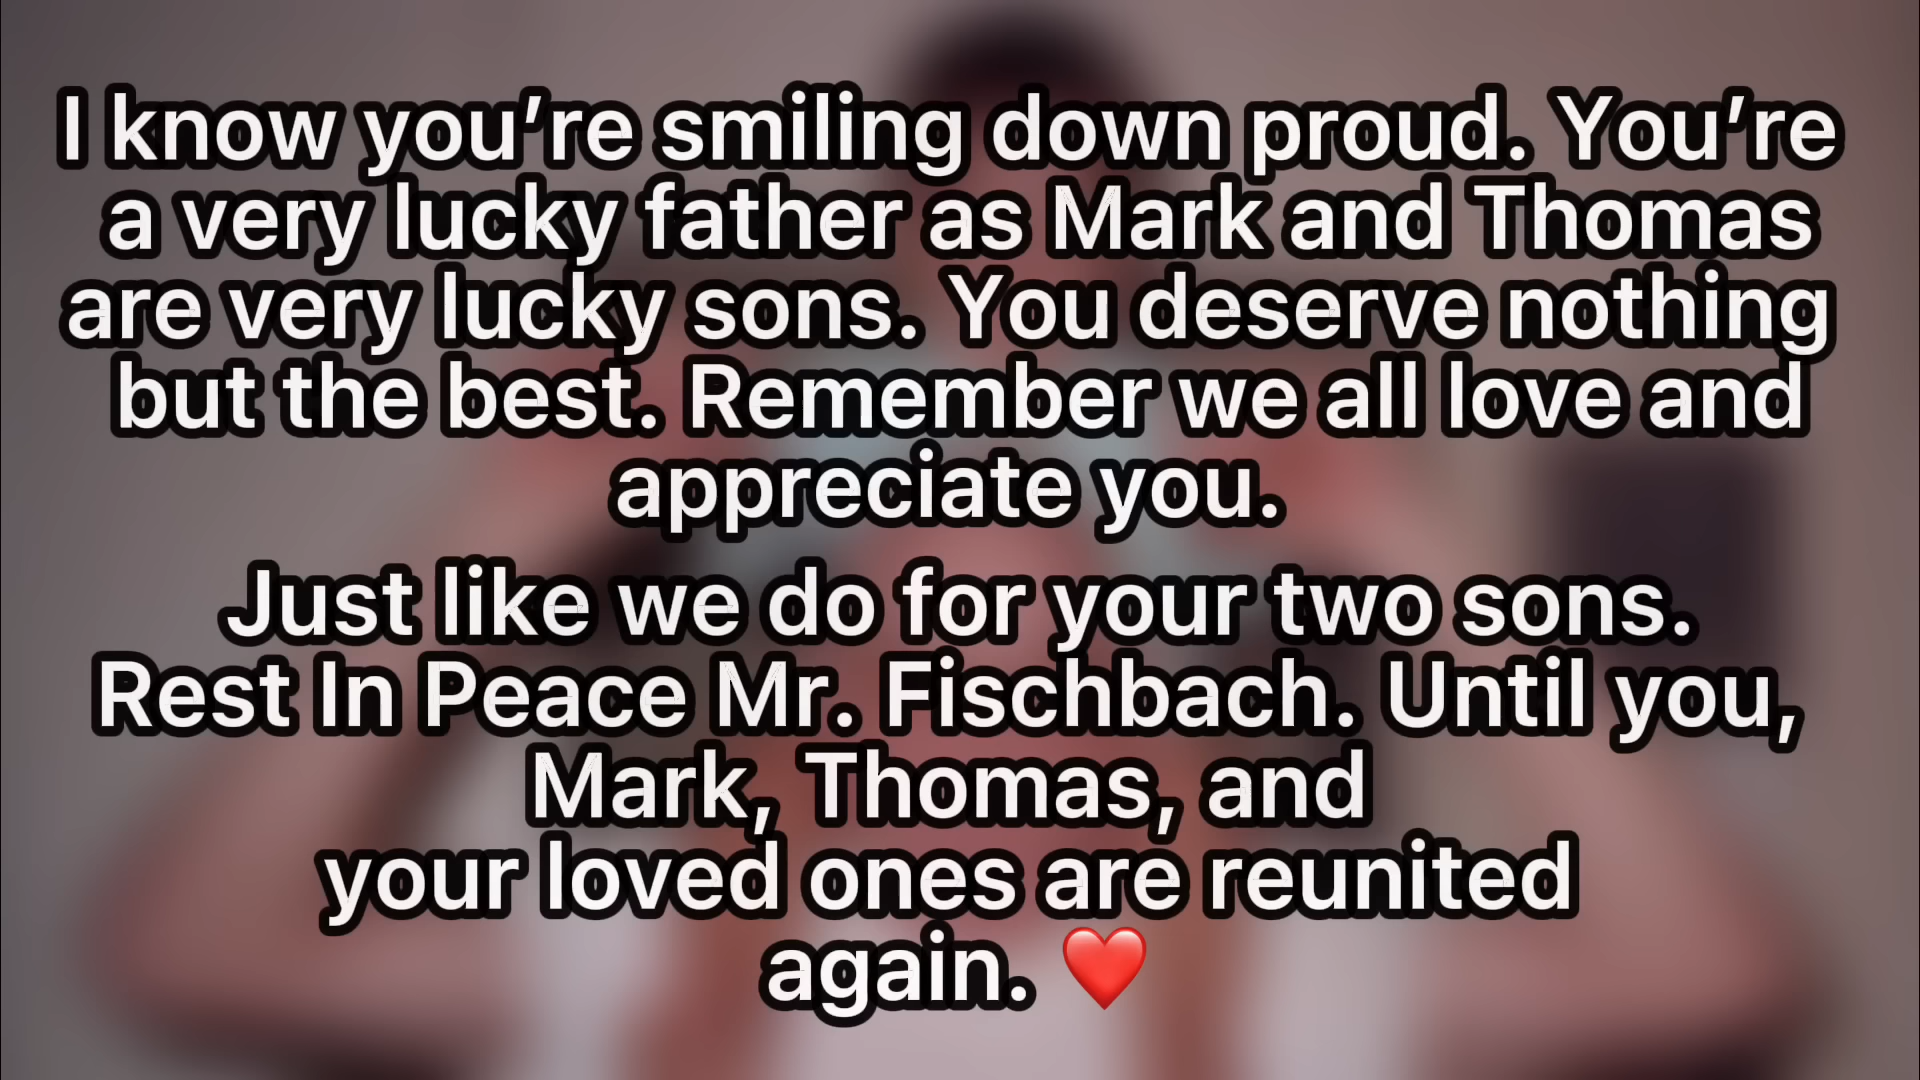 I know you’re smiling down proud. You’re
a very lucky father as Mark and Thomas
are very lucky sons. You deserve nothing
but the best. Remember we all love and
appreciate you.
Just like we do for your two sons.
Rest In Peace Mr. Fischbach. Until you,
Mark, Thomas, and
your loved ones are reunited
again. ❤️